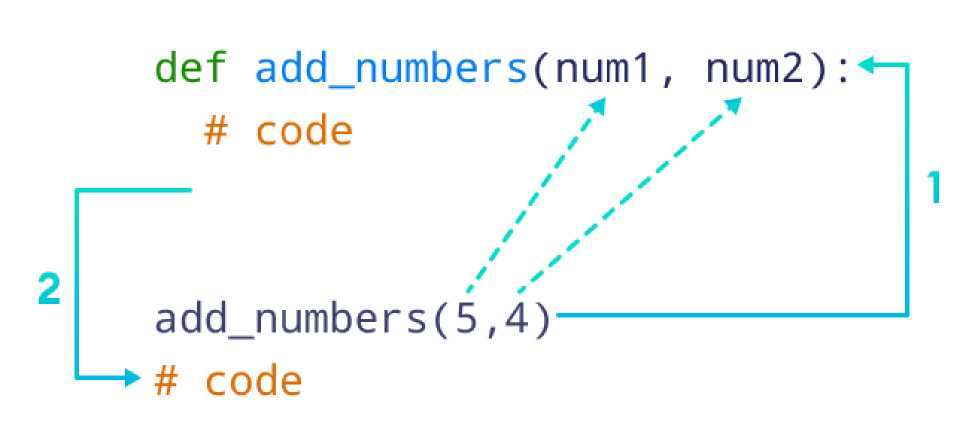 def add_numbers(num1, num2):
# code
1
2
add_numbers(5,4)
# code